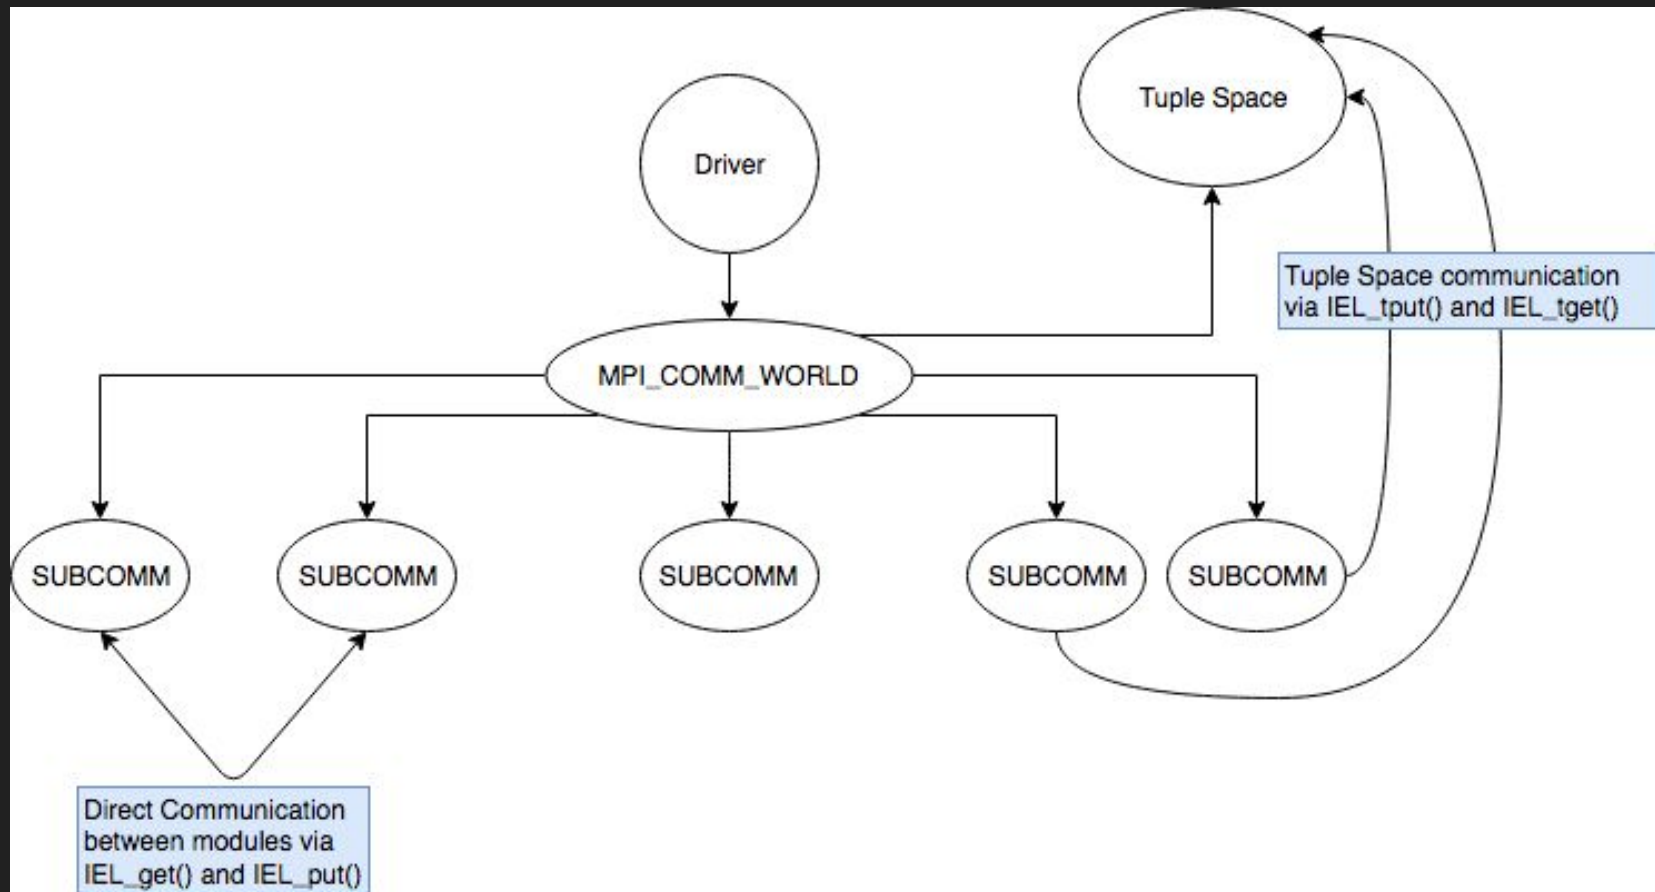 Tuple Space
Driver
Tuple Space communication
via IEL_tput() and IEL_tget()
MPI_COMM_WORLD
SUBCOMM
SUBCOMM
SUBCOMM
SUBCOMM
SUBCOMM
Direct Communication
between modules via
IEL_get() and IEL_put()